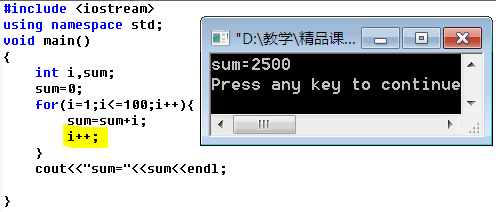 #include <iostream>
using namespace std;
void main()
{
int i,sum;
sum=0;
for(i=1;i<=100;i++){
sum=sum+i;
i++;
}
cout<<"sum="<<sum<<endl;
}
"D:\教学\精品课...
sum=2500
Press any key to continue